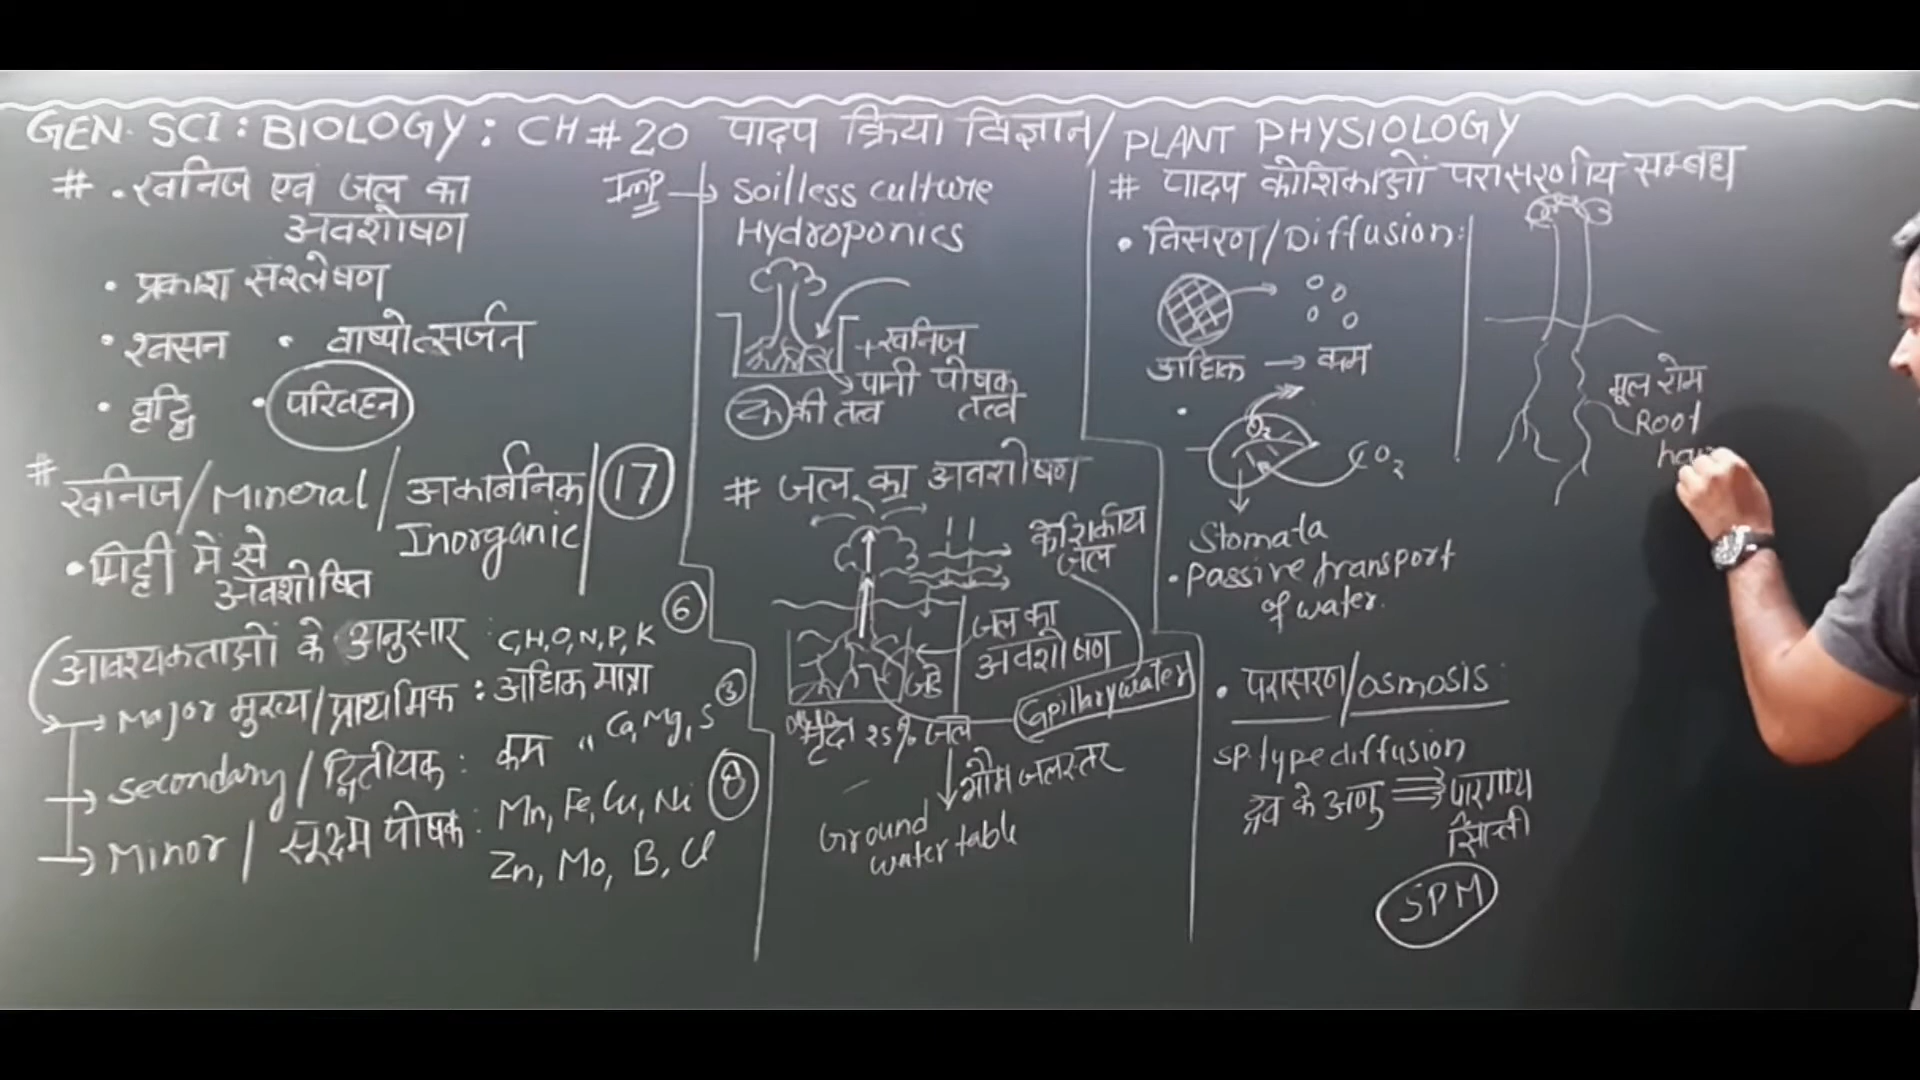 GEN. SCI : BIOLOGY : CH # 20 पादप क्रिया विज्ञान / PLANT PHYSIOLOGY
# • खनिज एवं जल का
अवशोषण
• प्रकाश संश्लेषण
• श्वसन • वाष्पोत्सर्जन
• वृद्धि • परिवहन
# खनिज / Mineral / अकार्बनिक / 17
Inorganic
• मिट्टी में से
अवशोषित
आवश्यकताओं के अनुसार : C, H, O, N, P, K 6
→ Major मुख्य / प्राथमिक : अधिक मात्रा
→ Secondary / द्वितीयक : कम " Ca, Mg, S 3
→ Minor / सूक्ष्म पोषक : Mn, Fe, Cu, Ni 8
Zn, Mo, B, Cl
Imp → Soilless culture
Hydroponics
+ खनिज
पानी पोषक
Zn की तत्व तत्व
# जल का अवशोषण
केशिकीय
जल
जल का
अवशोषण
जड़े
Capillary water
मृदा 25% जल
भौम जलस्तर
Ground
water table
# पादप कोशिकाओं परासरणीय सम्बंध
• विसरण / Diffusion :
अधिक → कम
O2
CO2
Stomata
• Passive transport
of water.
• परासरण / osmosis
sp. type diffusion
द्रव के अणु ⇒ पारगम्य
झिल्ली
SPM
मूल रोम
Root